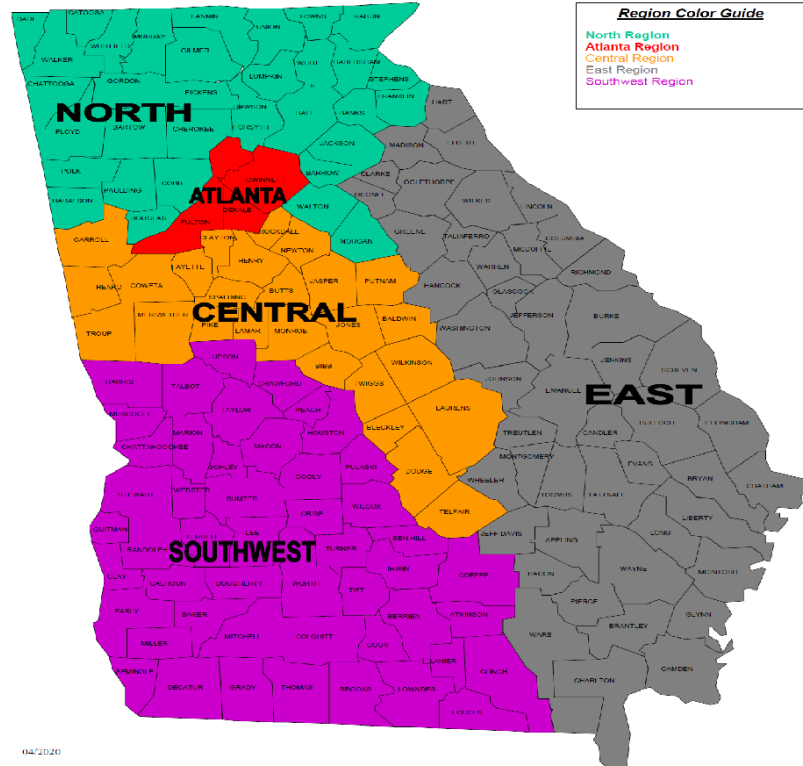 Region Color Guide
North Region
Atlanta Region
Central Region
East Region
Southwest Region
DADE
CATOOSA
FANNIN
UNION
TOWNS
RABUN
WALKER
WHITFIELD
MURRAY
GILMER
WHITE
HABERSHAM
LUMPKIN
STEPHENS
CHATTOOGA
GORDON
PICKENS
DAWSON
FRANKLIN
HART
NORTH
FLOYD
BARTOW
CHEROKEE
FORSYTH
HALL
BANKS
MADISON
ELBERT
JACKSON
POLK
PAULDING
COBB
GWINNETT
BARROW
CLARKE
OGLETHORPE
OCONEE
WILKES
LINCOLN
HARALSON
DOUGLAS
ATLANTA
FULTON
DEKALB
WALTON
MORGAN
GREENE
TALIAFERRO
COLUMBIA
MCDUFFIE
CARROLL
CLAYTON
ROCKDALE
NEWTON
WARREN
RICHMOND
HEARD
COWETA
FAYETTE
HENRY
BUTTS
JASPER
PUTNAM
HANCOCK
GLASCOCK
SPALDING
JEFFERSON
BURKE
TROUP
MERIWETHER
PIKE
LAMAR
CENTRAL
MONROE
JONES
BALDWIN
WASHINGTON
UPSON
BIBB
WILKINSON
JENKINS
SCREVEN
HARRIS
TALBOT
CRAWFORD
TWIGGS
JOHNSON
EMANUEL
EAST
TAYLOR
PEACH
LAURENS
MUSCOGEE
MARION
HOUSTON
BLECKLEY
TREUTLEN
CANDLER
BULLOCH
EFFINGHAM
CHATTAHOOCHEE
MACON
MONTGOMERY
SCHLEY
DOOLY
PULASKI
DODGE
WHEELER
EVANS
BRYAN
CHATHAM
STEWART
WEBSTER
SUMTER
WILCOX
TOOMBS
TATTNALL
CRISP
TELFAIR
LIBERTY
QUITMAN
RANDOLPH
TERRELL
LEE
SOUTHWEST
TURNER
BEN HILL
JEFF DAVIS
APPLING
LONG
CLAY
CALHOUN
DOUGHERTY
WORTH
IRWIN
COFFEE
BACON
WAYNE
MCINTOSH
TIFT
EARLY
BAKER
BERRIEN
ATKINSON
PIERCE
GLYNN
MILLER
MITCHELL
COLQUITT
COOK
WARE
BRANTLEY
SEMINOLE
LANIER
CLINCH
CAMDEN
DECATUR
GRADY
THOMAS
BROOKS
LOWNDES
CHARLTON
ECHOLS
04/2020